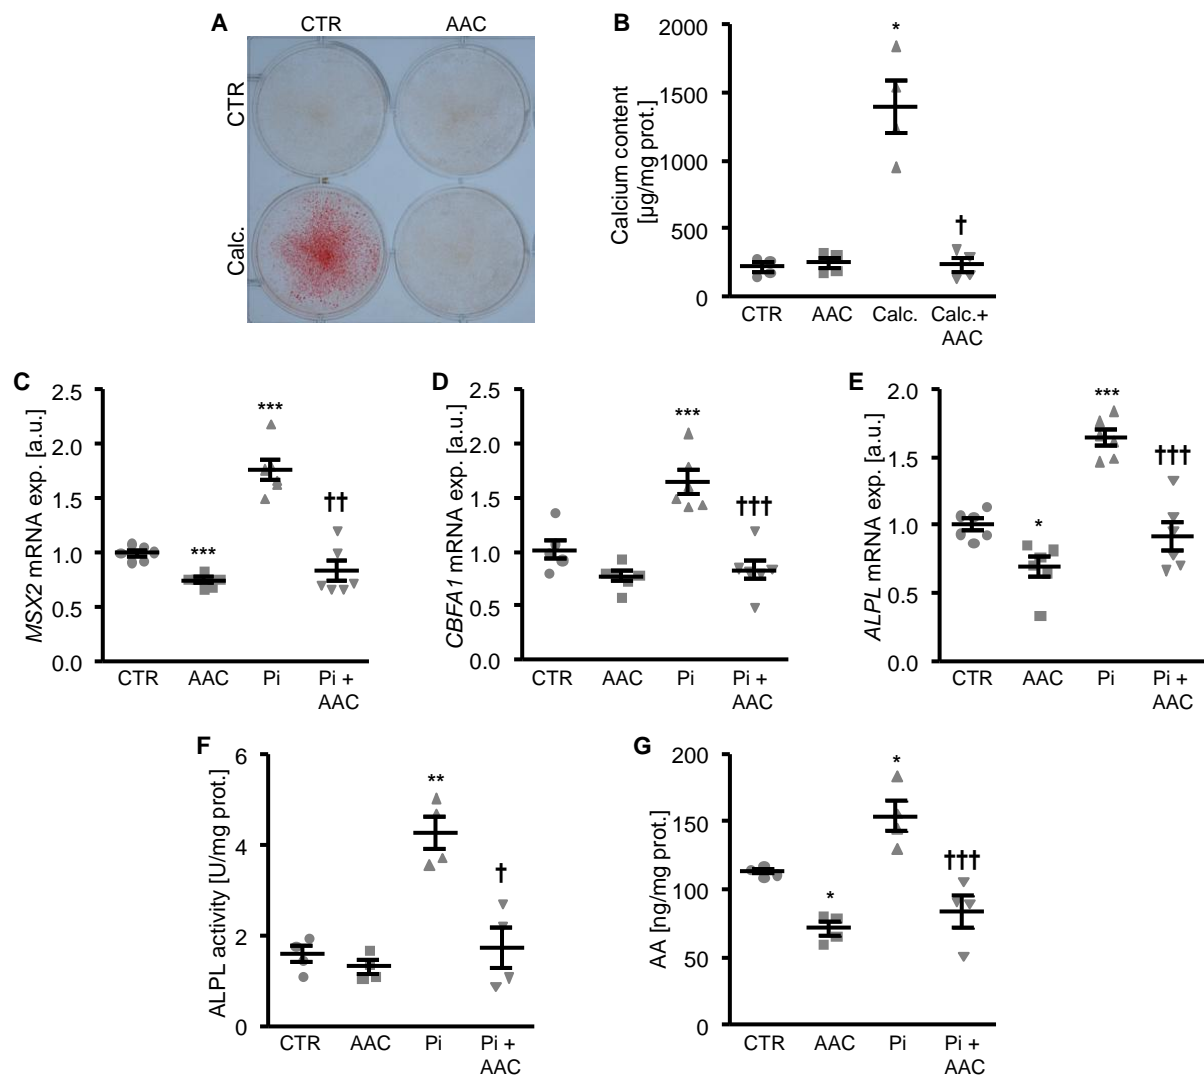 A
CTR
AAC
CTR
Calc.
B
Calcium content
[µg/mg prot.]
2000
1500
1000
500
0
*
†
CTR
AAC
Calc.
Calc.+
AAC
C
MSX2 mRNA exp. [a.u.]
2.5
2.0
1.5
1.0
0.5
0.0
***
***
††
CTR
AAC
Pi
Pi +
AAC
D
CBFA1 mRNA exp. [a.u.]
2.5
2.0
1.5
1.0
0.5
0.0
***
†††
CTR
AAC
Pi
Pi +
AAC
E
ALPL mRNA exp. [a.u.]
2.0
1.5
1.0
0.5
0.0
*
***
†††
CTR
AAC
Pi
Pi +
AAC
F
ALPL activity [U/mg prot.]
6
4
2
0
**
†
CTR
AAC
Pi
Pi +
AAC
G
AA [ng/mg prot.]
200
150
100
50
0
*
*
†††
CTR
AAC
Pi
Pi +
AAC